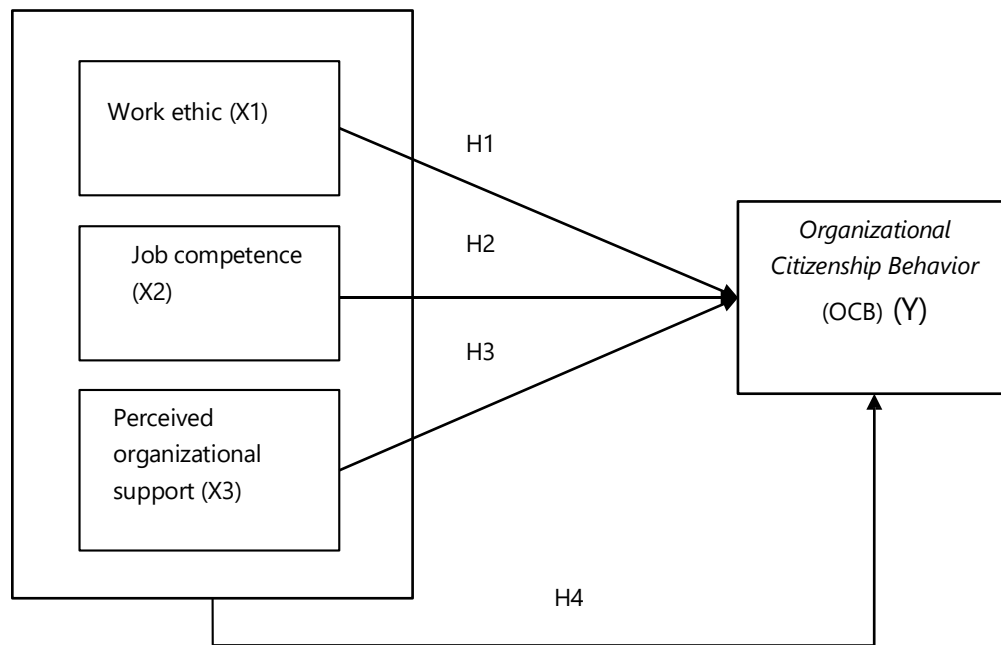 Work ethic (X1)
H1
Job competence
(X2)
H2
Perceived
organizational
support (X3)
H3
Organizational
Citizenship Behavior
(OCB) (Y)
H4